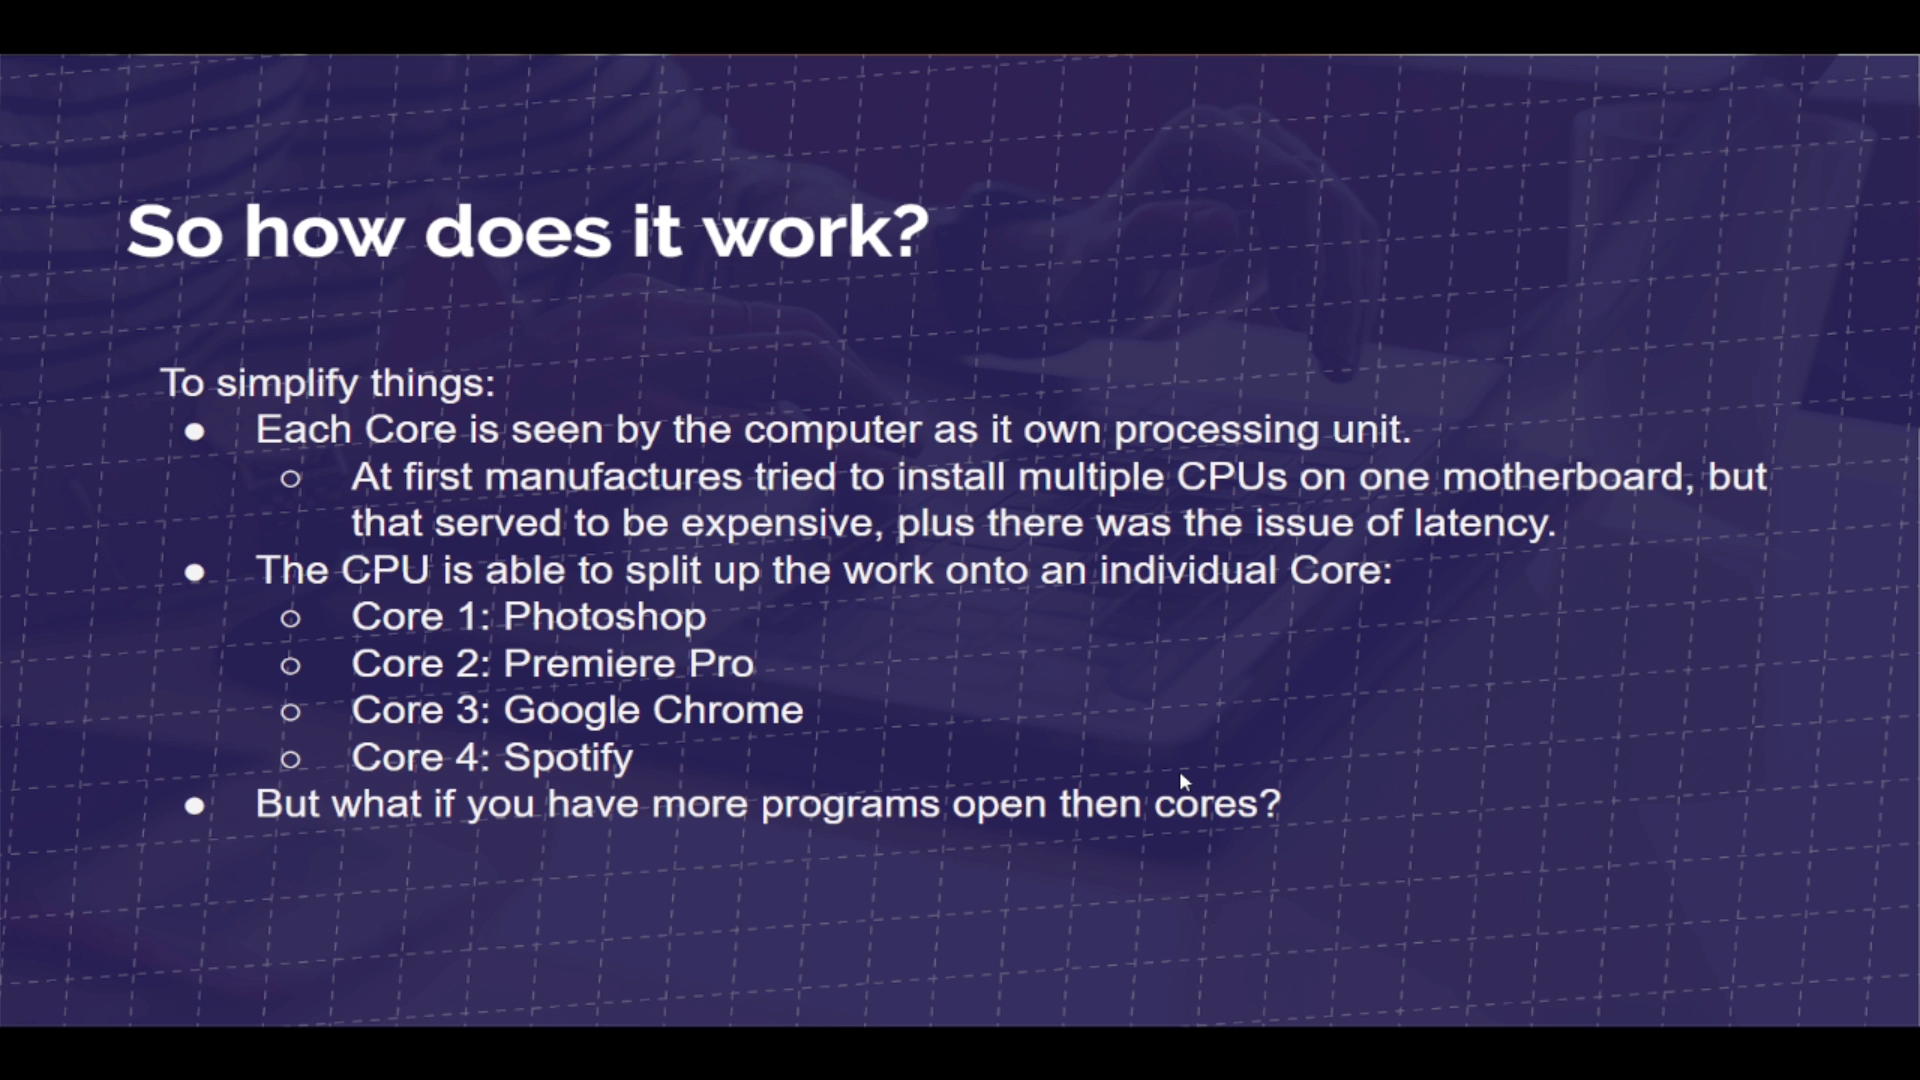 So how does it work?
To simplify things:
● Each Core is seen by the computer as it own processing unit.
○ At first manufactures tried to install multiple CPUs on one motherboard, but
that served to be expensive, plus there was the issue of latency.
● The CPU is able to split up the work onto an individual Core:
○ Core 1: Photoshop
○ Core 2: Premiere Pro
○ Core 3: Google Chrome
○ Core 4: Spotify
● But what if you have more programs open then cores?